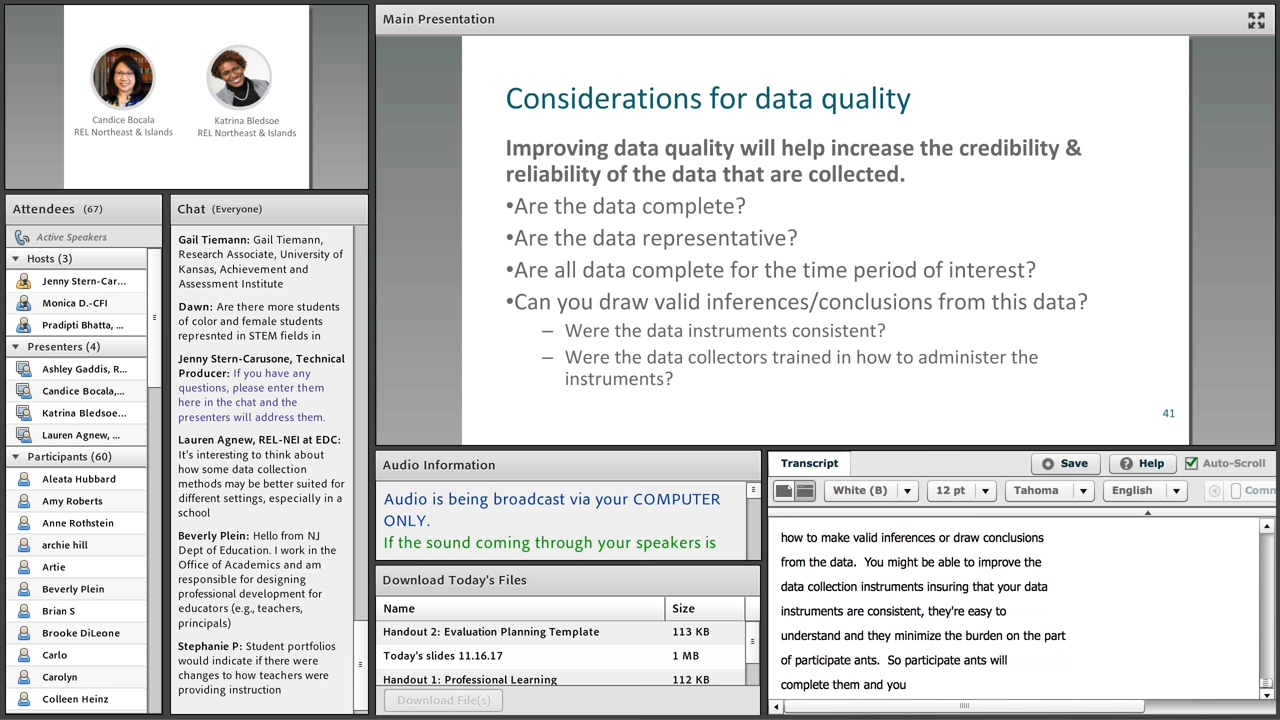 Candice Bocala
REL Northeast & Islands
Katrina Bledsoe
REL Northeast & Islands
Attendees (67)
Active Speakers
Hosts (3)
Jenny Stern-Car...
Monica D.-CFI
Pradipti Bhatta, ...
Presenters (4)
Ashley Gaddis, R...
Candice Bocala,...
Katrina Bledsoe...
Lauren Agnew, ...
Participants (60)
Aleata Hubbard
Amy Roberts
Anne Rothstein
archie hill
Artie
Beverly Plein
Brian S
Brooke DiLeone
Carlo
Carolyn
Colleen Heinz
Chat (Everyone)
Gail Tiemann: Gail Tiemann,
Research Associate, University of
Kansas, Achievement and
Assessment Institute
Dawn: Are there more students
of color and female students
represnted in STEM fields in
Jenny Stern-Carusone, Technical
Producer: If you have any
questions, please enter them
here in the chat and the
presenters will address them.
Lauren Agnew, REL-NEI at EDC:
It's interesting to think about
how some data collection
methods may be better suited for
different settings, especially in a
school
Beverly Plein: Hello from NJ
Dept of Education. I work in the
Office of Academics and am
responsible for designing
professional development for
educators (e.g., teachers,
principals)
Stephanie P: Student portfolios
would indicate if there were
changes to how teachers were
providing instruction
Main Presentation
Considerations for data quality
Improving data quality will help increase the credibility &
reliability of the data that are collected.
•Are the data complete?
•Are the data representative?
•Are all data complete for the time period of interest?
•Can you draw valid inferences/conclusions from this data?
– Were the data instruments consistent?
– Were the data collectors trained in how to administer the
instruments?
41
Audio Information
Audio is being broadcast via your COMPUTER
ONLY.
If the sound coming through your speakers is
Download Today's Files
Name Size
Handout 2: Evaluation Planning Template 113 KB
Today's slides 11.16.17 1 MB
Handout 1: Professional Learning 112 KB
Download File(s)
Transcript Save Help Auto-Scroll
White (B) 12 pt Tahoma English Comm
how to make valid inferences or draw conclusions
from the data. You might be able to improve the
data collection instruments insuring that your data
instruments are consistent, they're easy to
understand and they minimize the burden on the part
of participate ants. So participate ants will
complete them and you